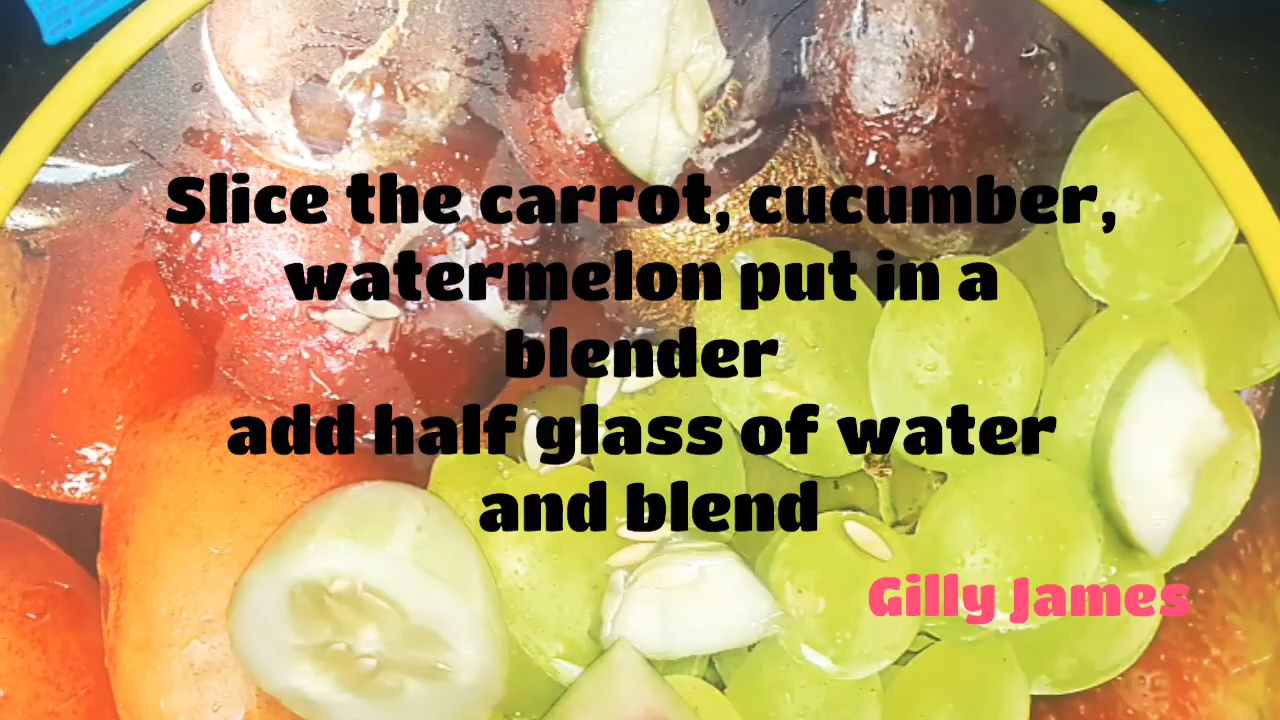 Slice the carrot, cucumber,
watermelon put in a
blender
add half glass of water
and blend
Gilly James